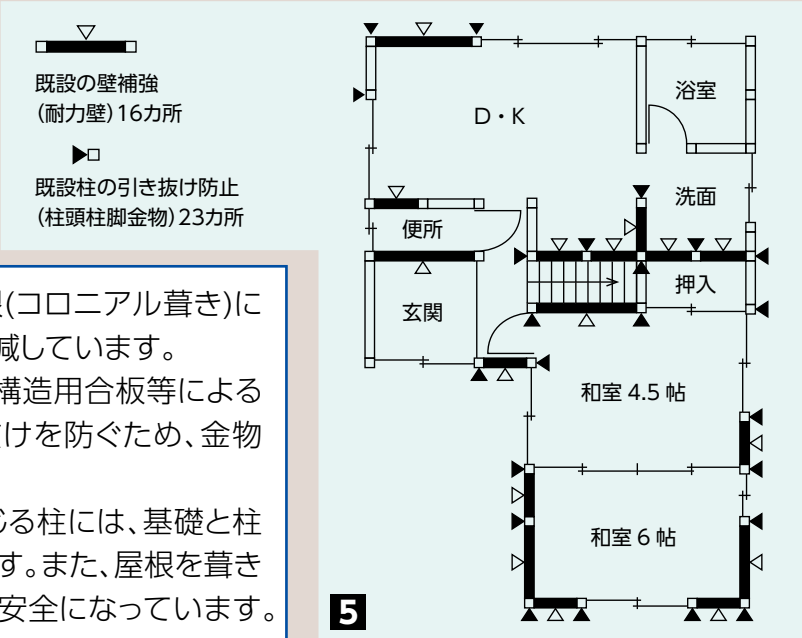 既設の壁補強
(耐力壁)16カ所
既設柱の引き抜け防止
(柱頭柱脚金物)23カ所
D・K
浴室
洗面
便所
押入
玄関
和室 4.5 帖
和室 6 帖
5
(コロニアル葺き)に
減しています。
構造用合板等による
けを防ぐため、金物
じる柱には、基礎と柱
す。また、屋根を葺き
安全になっています。